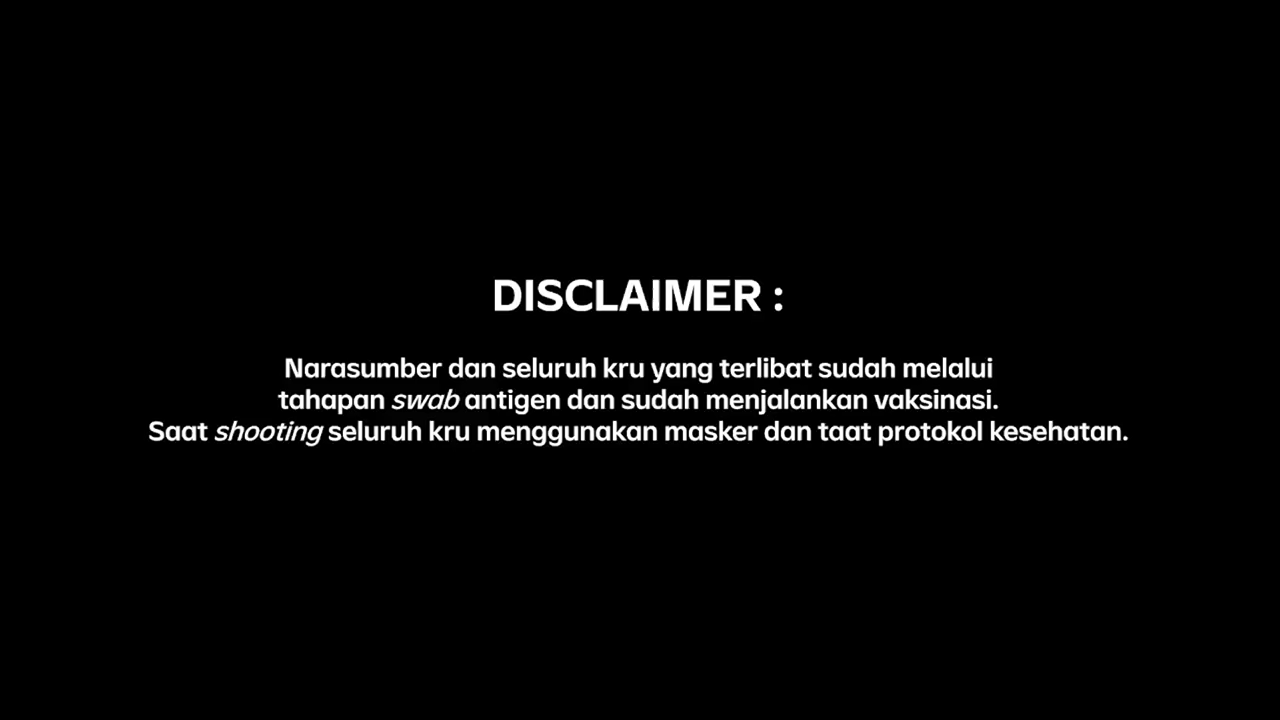 DISCLAIMER :
Narasumber dan seluruh kru yang terlibat sudah melalui
tahapan swab antigen dan sudah menjalankan vaksinasi.
Saat shooting seluruh kru menggunakan masker dan taat protokol kesehatan.